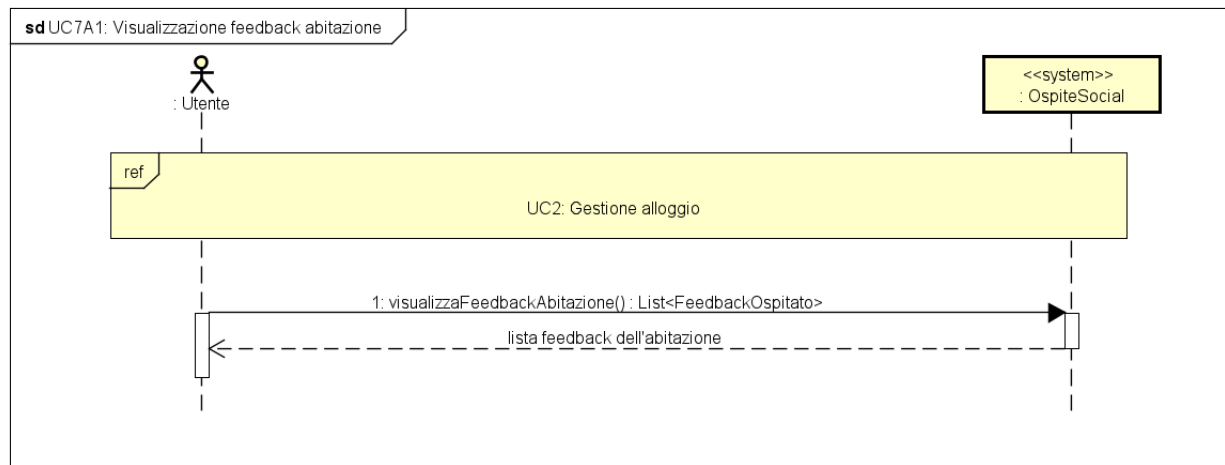 sd UC7A1: Visualizzazione feedback abitazione
: Utente
<<system>>
: OspiteSocial
ref
UC2: Gestione alloggio
1: visualizzaFeedbackAbitazione() : List<FeedbackOspitato>
lista feedback dell'abitazione